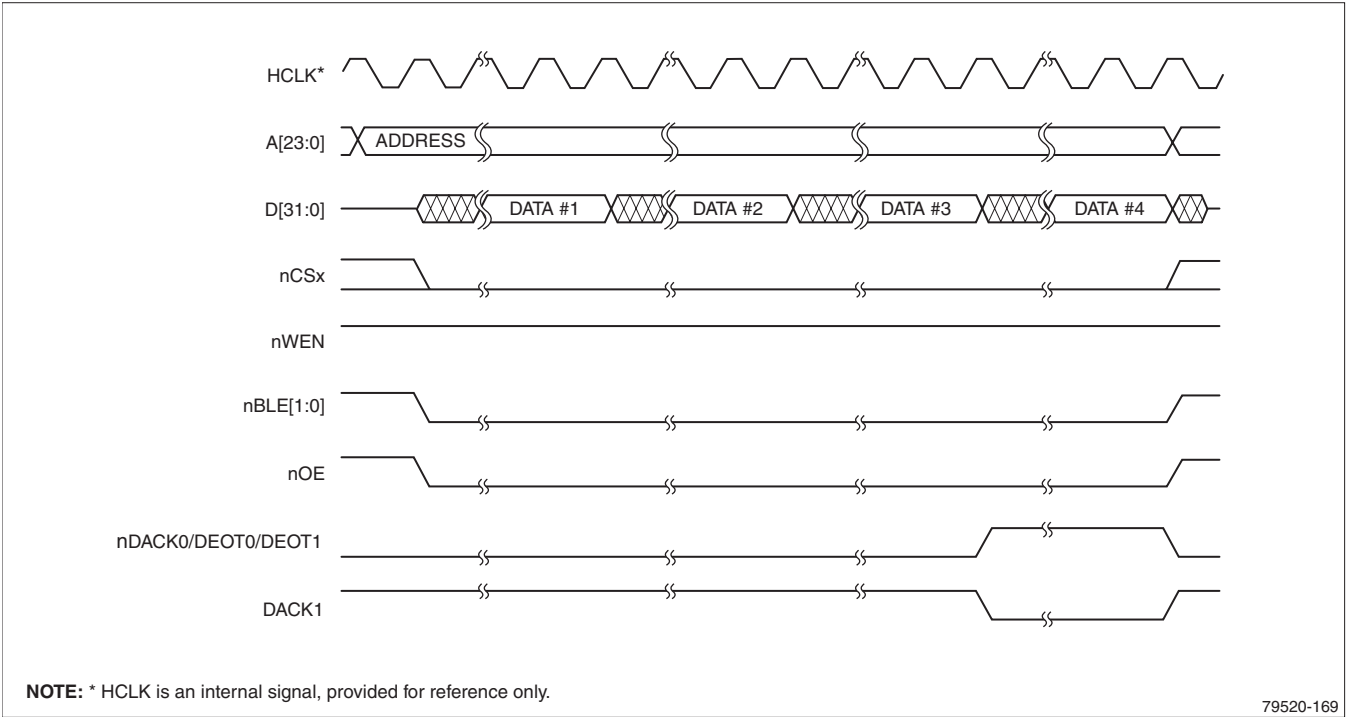 HCLK*
A[23:0]
ADDRESS
D[31:0]
DATA #1
DATA #2
DATA #3
DATA #4
nCSx
nWEN
nBLE[1:0]
nOE
nDACK0/DEOT0/DEOT1
DACK1
NOTE: * HCLK is an internal signal, provided for reference only.
79520-169